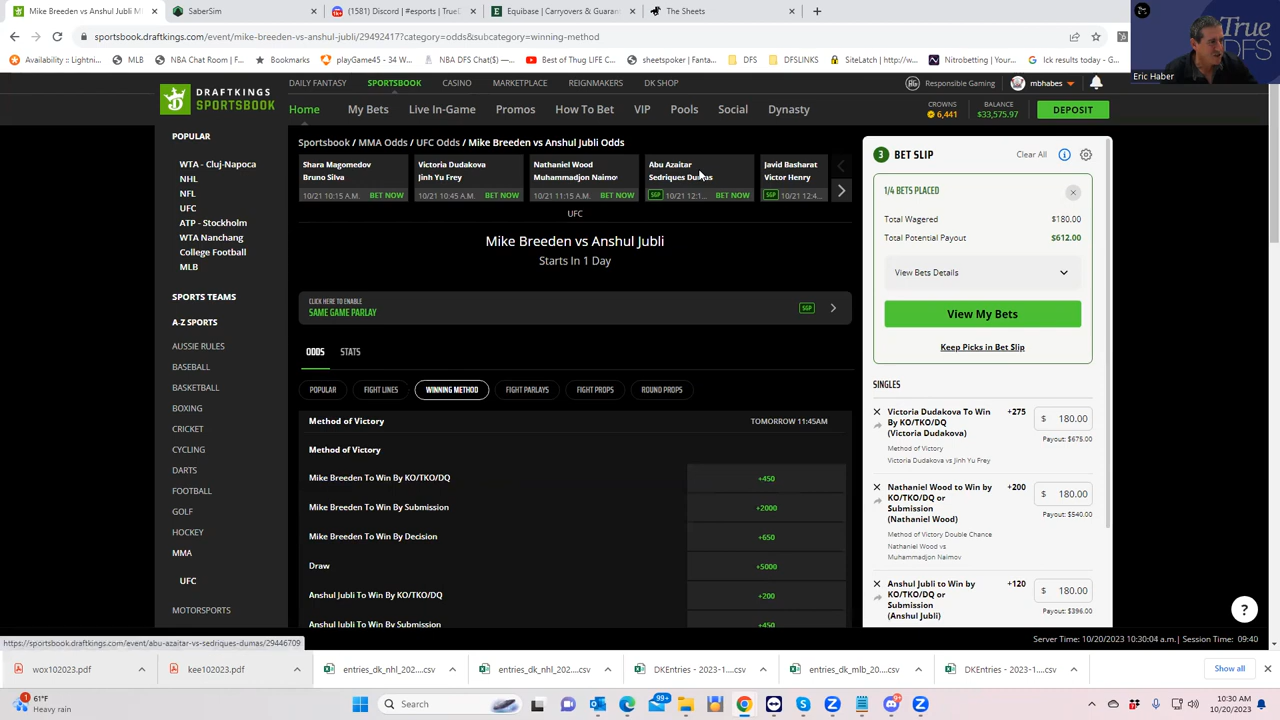 Mike Breeden vs Anshul Jubli M
SaberSim
(1581) Discord | #esports | TrueD
Equibase | Carryovers & Guaran
The Sheets
sportsbook.draftkings.com/event/mike-breeden-vs-anshul-jubli/29492417?category=odds&subcategory=winning-method
Availability :: Lightni...
MLB
NBA Chat Room | F...
Bookmarks
playGame45 - 34 W...
NBA DFS Chat($) —...
Best of Thug LIFE C...
sheetspoker | Fanta...
DFS
DFSLINKS
SiteLatch | http://w...
Nitrobetting | Your...
lck results today - G...
True
DFS
Eric Haber
DRAFTKINGS
SPORTSBOOK
DAILY FANTASY
SPORTSBOOK
CASINO
MARKETPLACE
REIGNMAKERS
DK SHOP
Responsible Gaming
mbhabes
Home
My Bets
Live In-Game
Promos
How To Bet
VIP
Pools
Social
Dynasty
CROWNS
6,441
BALANCE
$33,575.97
DEPOSIT
POPULAR
WTA - Cluj-Napoca
NHL
NFL
UFC
ATP - Stockholm
WTA Nanchang
College Football
MLB
SPORTS TEAMS
A-Z SPORTS
AUSSIE RULES
BASEBALL
BASKETBALL
BOXING
CRICKET
CYCLING
DARTS
FOOTBALL
GOLF
HOCKEY
MMA
UFC
MOTORSPORTS
Sportsbook / MMA Odds / UFC Odds / Mike Breeden vs Anshul Jubli Odds
Shara Magomedov
Bruno Silva
10/21 10:15 A.M. BET NOW
Victoria Dudakova
Jinh Yu Frey
10/21 10:45 A.M. BET NOW
Nathaniel Wood
Muhammadjon Naimov
10/21 11:15 A.M. BET NOW
Abu Azaitar
Sedriques Dumas
SGP 10/21 12:1... BET NOW
Javid Basharat
Victor Henry
SGP 10/21 12:4...
UFC
Mike Breeden vs Anshul Jubli
Starts In 1 Day
CLICK HERE TO ENABLE
SAME GAME PARLAY
SGP
ODDS
STATS
POPULAR
FIGHT LINES
WINNING METHOD
FIGHT PARLAYS
FIGHT PROPS
ROUND PROPS
Method of Victory
TOMORROW 11:45AM
Method of Victory
Mike Breeden To Win By KO/TKO/DQ
+450
Mike Breeden To Win By Submission
+2000
Mike Breeden To Win By Decision
+650
Draw
+5000
Anshul Jubli To Win By KO/TKO/DQ
+200
Anshul Jubli To Win By Submission
+450
3 BET SLIP
Clear All
1/4 BETS PLACED
Total Wagered
$180.00
Total Potential Payout
$612.00
View Bets Details
View My Bets
Keep Picks in Bet Slip
SINGLES
Victoria Dudakova To Win
By KO/TKO/DQ
(Victoria Dudakova)
+275
$ 180.00
Payout: $675.00
Method of Victory
Victoria Dudakova vs Jinh Yu Frey
Nathaniel Wood to Win by
KO/TKO/DQ or
Submission
(Nathaniel Wood)
+200
$ 180.00
Payout: $540.00
Method of Victory Double Chance
Nathaniel Wood vs
Muhammadjon Naimov
Anshul Jubli to Win by
KO/TKO/DQ or
Submission
(Anshul Jubli)
+120
$ 180.00
Payout: $396.00
?
https://sportsbook.draftkings.com/event/abu-azaitar-vs-sedriques-dumas/29446709
Server Time: 10/20/2023 10:30:04 a.m.| Session Time: 09:40
wox102023.pdf
kee102023.pdf
entries_dk_nhl_202....csv
entries_dk_nhl_202....csv
DKEntries - 2023-1....csv
entries_dk_mlb_20....csv
DKEntries - 2023-1....csv
Show all
61°F
Heavy rain
Search
99+
10:30 AM
10/20/2023